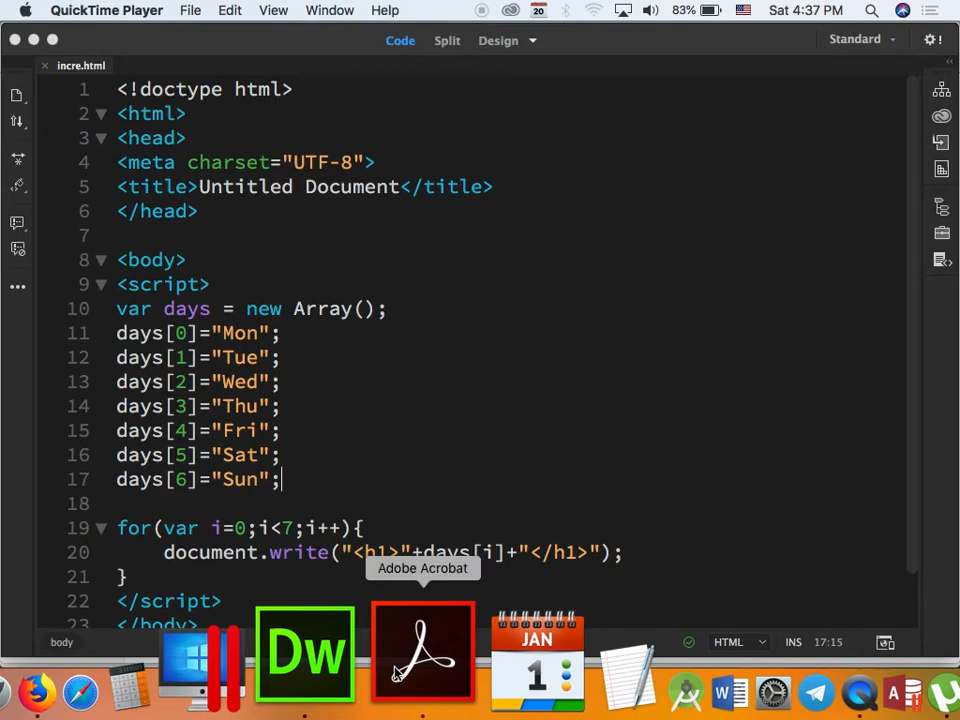 QuickTime Player File Edit View Window Help 20 83% Sat 4:37 PM
Code Split Design Standard
incre.html
1 <!doctype html>
2 <html>
3 <head>
4 <meta charset="UTF-8">
5 <title>Untitled Document</title>
6 </head>
7
8 <body>
9 <script>
10 var days = new Array();
11 days[0]="Mon";
12 days[1]="Tue";
13 days[2]="Wed";
14 days[3]="Thu";
15 days[4]="Fri";
16 days[5]="Sat";
17 days[6]="Sun";
18
19 for(var i=0;i<7;i++){
20 document.write("<h1>"+days[i]+"</h1>");
21 }
22 </script>
23 </body>
Adobe Acrobat
body HTML INS 17:15
Dw
JAN
1
W
A